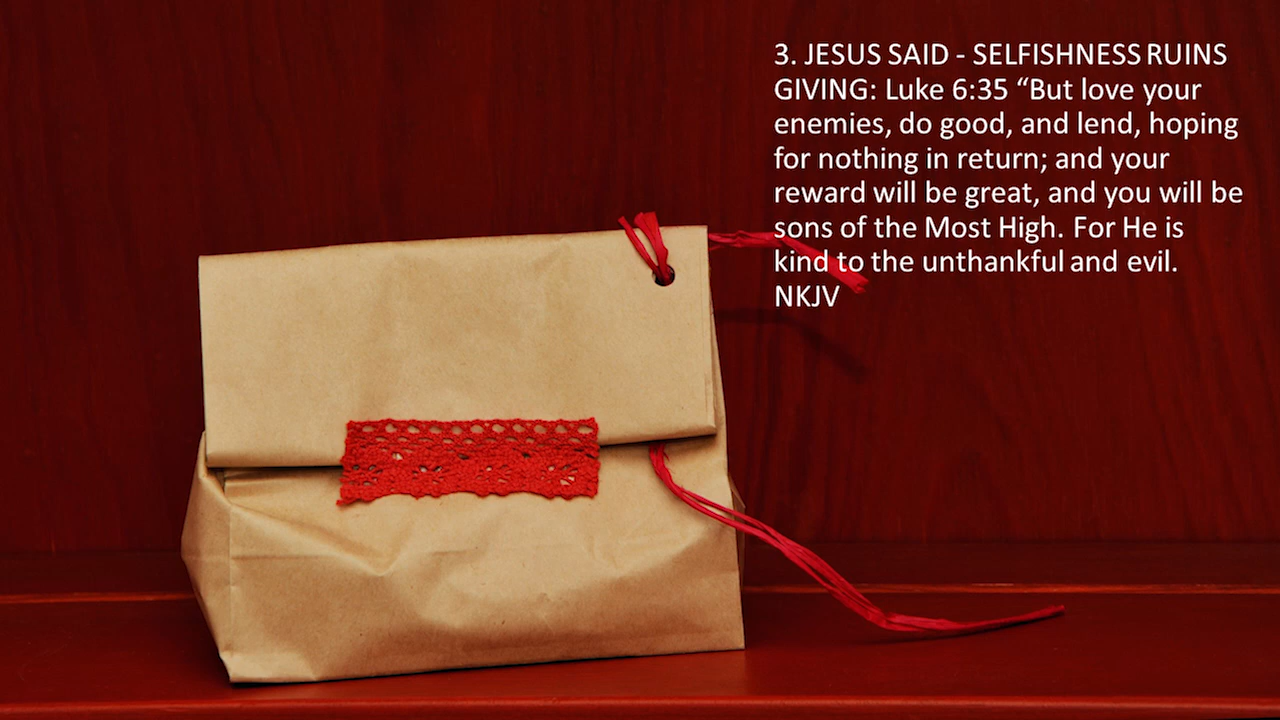 3. JESUS SAID - SELFISHNESS RUINS
GIVING: Luke 6:35 “But love your
enemies, do good, and lend, hoping
for nothing in return; and your
reward will be great, and you will be
sons of the Most High. For He is
kind to the unthankful and evil.
NKJV